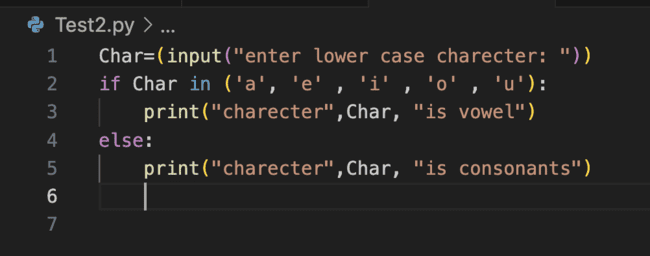 Test2.py > ...
1 Char=(input("enter lower case charecter: "))
2 if Char in ('a', 'e' , 'i' , 'o' , 'u'):
3     print("charecter",Char, "is vowel")
4 else:
5     print("charecter",Char, "is consonants")
6
7